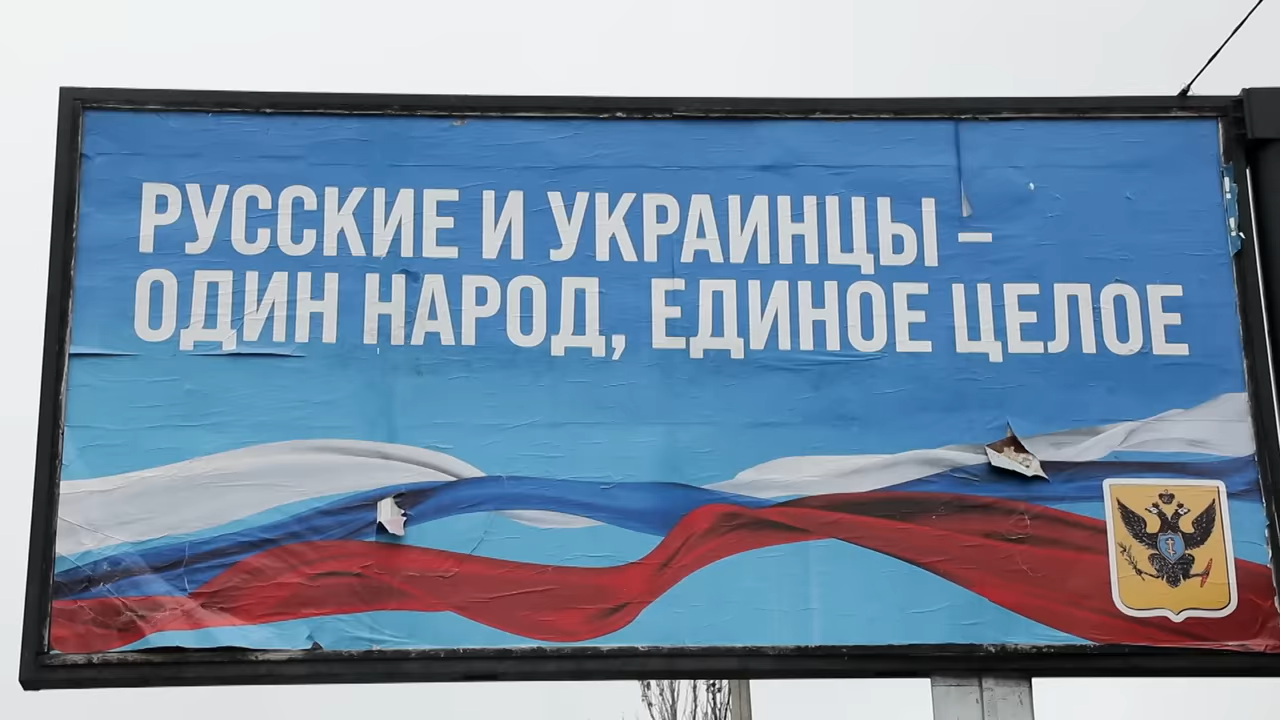 РУССКИЕ И УКРАИНЦЫ –
ОДИН НАРОД, ЕДИНОЕ ЦЕЛОЕ